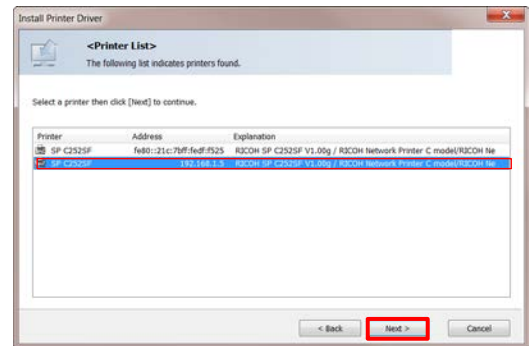 Install Printer Driver
<Printer List>
The following list indicates printers found.
Select a printer then click [Next] to continue.
Printer Address Explanation
SP C252SF fe80::21c:7bff:fedf:f525 RICOH SP C252SF V1.00g / RICOH Network Printer C model/RICOH Ne
SP C252SF 192.168.1.5 RICOH SP C252SF V1.00g / RICOH Network Printer C model/RICOH Ne
< Back Next > Cancel